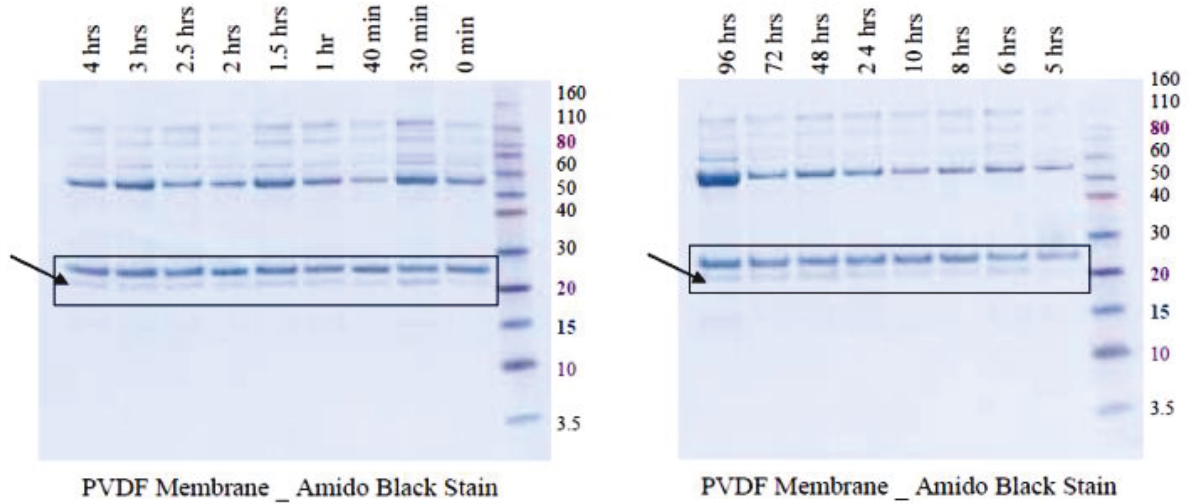 4 hrs
3 hrs
2.5 hrs
2 hrs
1.5 hrs
1 hr
40 min
30 min
0 min
160
110
80
60
50
40
30
20
15
10
3.5
PVDF Membrane _ Amido Black Stain
96 hrs
72 hrs
48 hrs
2 4 hrs
10 hrs
8 hrs
6 hrs
5 hrs
160
110
80
60
50
40
30
20
15
10
3.5
PVDF Membrane _ Amido Black Stain